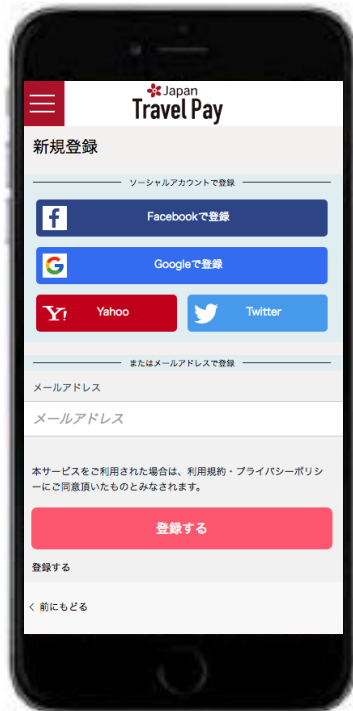 Japan
Travel Pay
新規登録
ソーシャルアカウントで登録
f Facebookで登録
G Googleで登録
Y! Yahoo Twitter
またはメールアドレスで登録
メールアドレス
メールアドレス
本サービスをご利用された場合は、利用規約・プライバシーポリシ
ーにご同意頂いたものとみなされます。
登録する
登録する
< 前にもどる